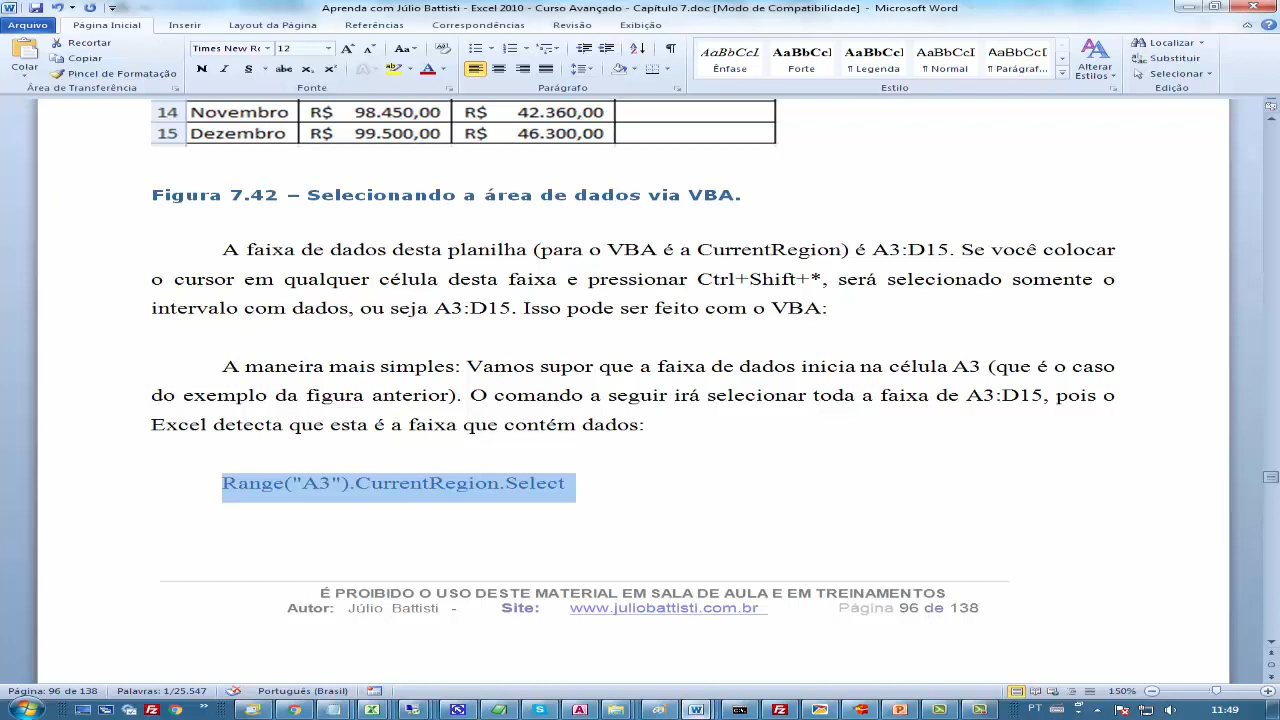 Aprenda com Júlio Battisti - Excel 2010 - Curso Avançado - Capítulo 7.doc [Modo de Compatibilidade] - Microsoft Word
Arquivo Página Inicial Inserir Layout da Página Referências Correspondências Revisão Exibição
Colar
Recortar
Copiar
Pincel de Formatação
Área de Transferência
Times New Ro 12
N I S abc x₂ x² A
Fonte
Parágrafo
AaBbCcI AaBbCc AaBbCcI AaBbCcI AaBbCcI
Ênfase Forte ¶ Legenda ¶ Normal ¶ Parágraf...
Alterar Estilos
Estilo
Localizar
Substituir
Selecionar
Edição
14 Novembro R$ 98.450,00 R$ 42.360,00
15 Dezembro R$ 99.500,00 R$ 46.300,00
Figura 7.42 – Selecionando a área de dados via VBA.
A faixa de dados desta planilha (para o VBA é a CurrentRegion) é A3:D15. Se você colocar
o cursor em qualquer célula desta faixa e pressionar Ctrl+Shift+*, será selecionado somente o
intervalo com dados, ou seja A3:D15. Isso pode ser feito com o VBA:
A maneira mais simples: Vamos supor que a faixa de dados inicia na célula A3 (que é o caso
do exemplo da figura anterior). O comando a seguir irá selecionar toda a faixa de A3:D15, pois o
Excel detecta que esta é a faixa que contém dados:
Range("A3").CurrentRegion.Select
É PROIBIDO O USO DESTE MATERIAL EM SALA DE AULA E EM TREINAMENTOS
Autor: Júlio Battisti - Site: www.juliobattisti.com.br Página 96 de 138
Página: 96 de 138 Palavras: 1/25.547 Português (Brasil) 150%
PT 11:49